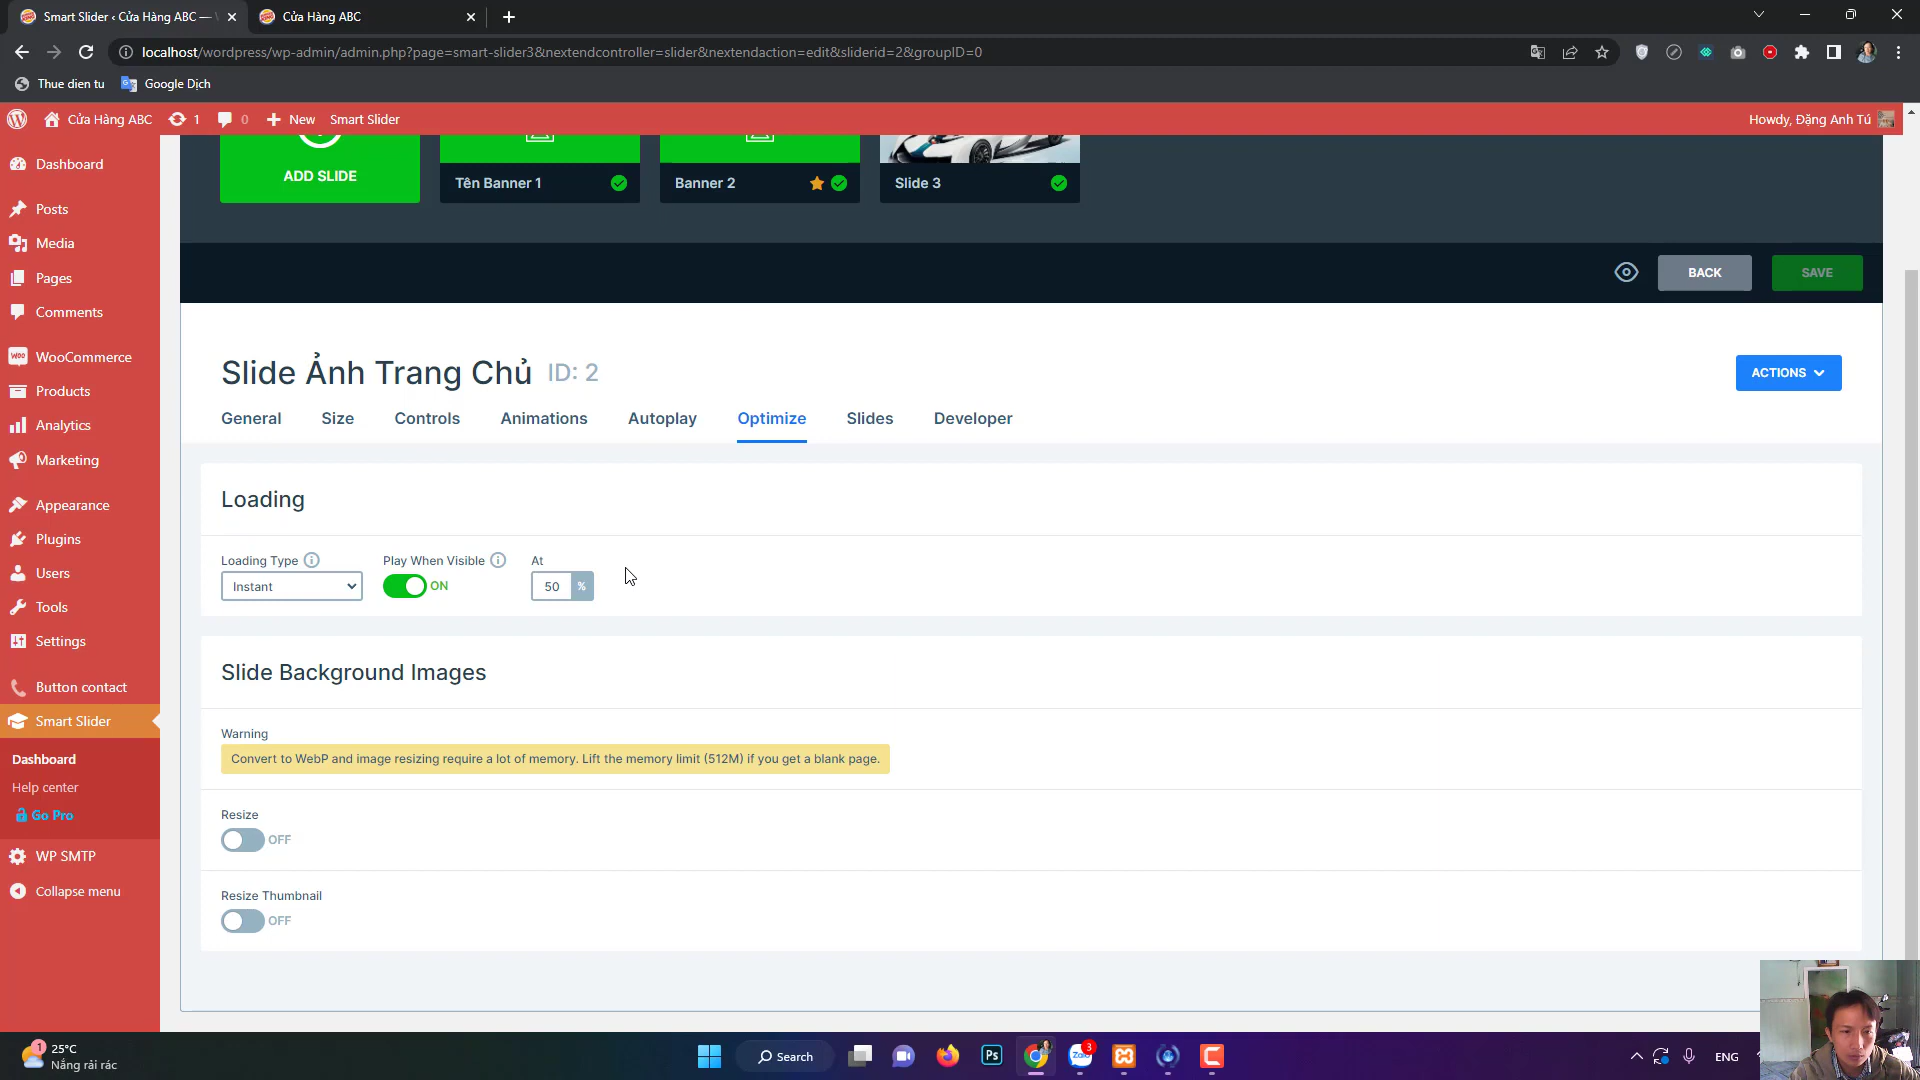 Smart Slider ‹ Cửa Hàng ABC —
Cửa Hàng ABC
localhost/wordpress/wp-admin/admin.php?page=smart-slider3&nextendcontroller=slider&nextendaction=edit&sliderid=2&groupID=0
Thue dien tu
Google Dịch
Cửa Hàng ABC
1
0
New
Smart Slider
Howdy, Đặng Anh Tú
Dashboard
Posts
Media
Pages
Comments
WooCommerce
Products
Analytics
Marketing
Appearance
Plugins
Users
Tools
Settings
Button contact
Smart Slider
Dashboard
Help center
Go Pro
WP SMTP
Collapse menu
ADD SLIDE
Tên Banner 1
Banner 2
Slide 3
BACK
SAVE
Slide Ảnh Trang Chủ ID: 2
ACTIONS
General
Size
Controls
Animations
Autoplay
Optimize
Slides
Developer
Loading
Loading Type
Play When Visible
At
Instant
ON
50 %
Slide Background Images
Warning
Convert to WebP and image resizing require a lot of memory. Lift the memory limit (512M) if you get a blank page.
Resize
OFF
Resize Thumbnail
OFF
1
25°C
Nắng rải rác
Search
Ps
Zalo
3
ENG